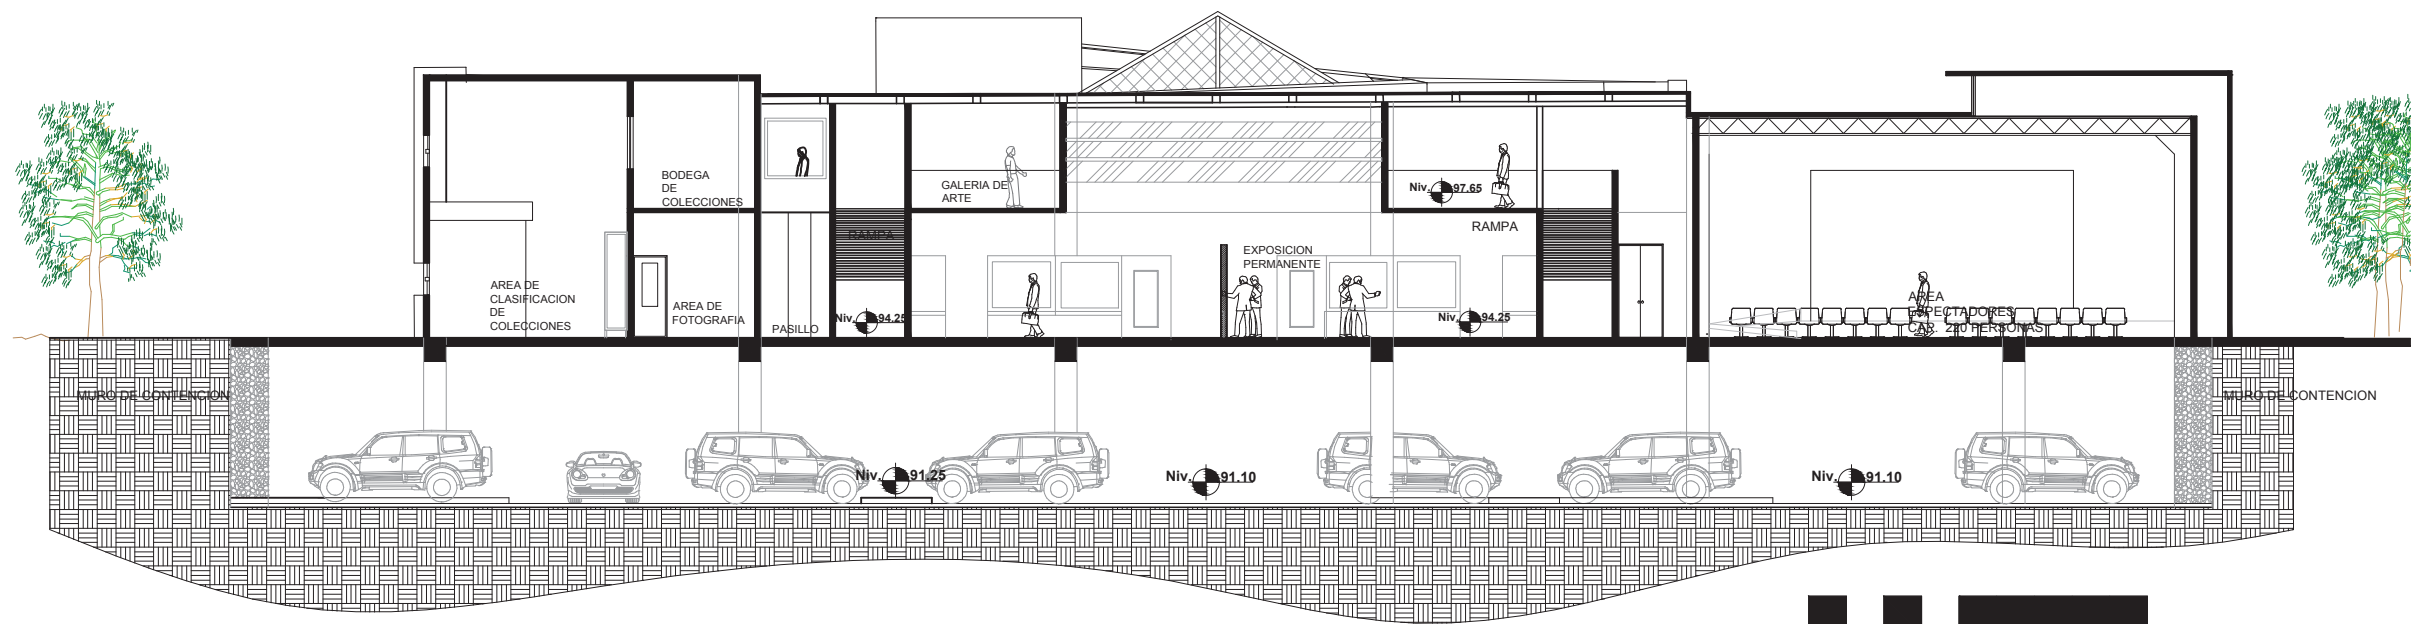 BODEGA
DE
COLECCIONES
GALERIA DE
ARTE
Niv. 97.65
RAMPA
RAMPA
EXPOSICION
PERMANENTE
AREA DE
CLASIFICACION
DE
COLECCIONES
AREA DE
FOTOGRAFIA
PASILLO
Niv. 94.25
Niv. 94.25
AREA
ESPECTADORES
CAP. 220 PERSONAS
MURO DE CONTENCION
MURO DE CONTENCION
Niv. 91.25
Niv. 91.10
Niv. 91.10